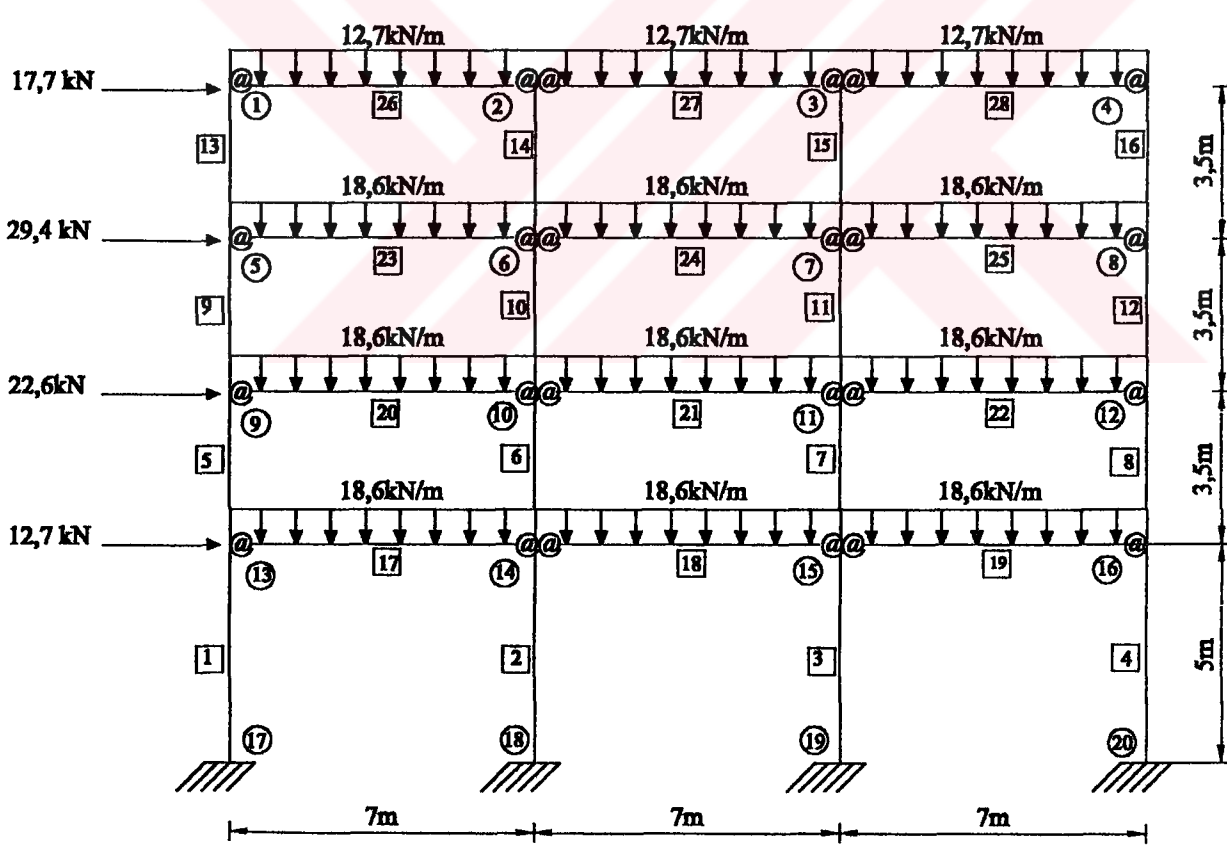 12,7kN/m 12,7kN/m 12,7kN/m
17,7 kN @ @ @ @ @ @
1 26 2 27 3 28 4
13 14 15 16 3,5m
18,6kN/m 18,6kN/m 18,6kN/m
29,4 kN @ @ @ @ @ @
5 23 6 24 7 25 8
9 10 11 12 3,5m
18,6kN/m 18,6kN/m 18,6kN/m
22,6kN @ @ @ @ @ @
9 20 10 21 11 22 12
5 6 7 8 3,5m
18,6kN/m 18,6kN/m 18,6kN/m
12,7 kN @ @ @ @ @ @
13 17 14 18 15 19 16
1 2 3 4 5m
17 18 19 20
7m 7m 7m